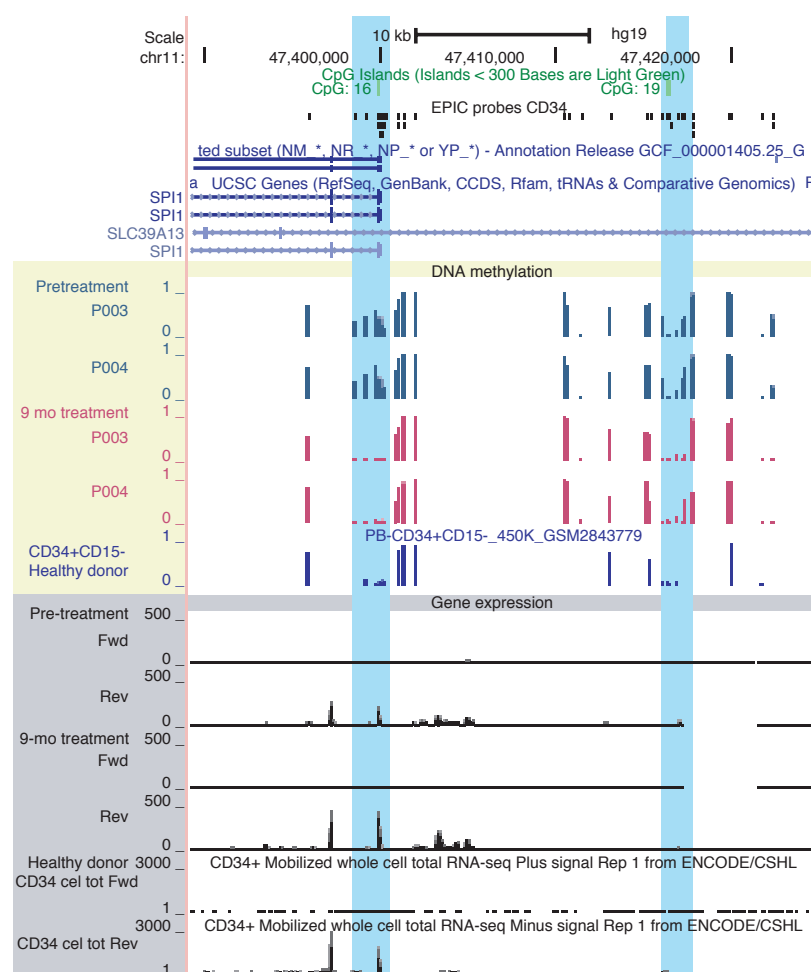 Scale 10 kb hg19
chr11: 47,400,000 47,410,000 47,420,000
CpG Islands (Islands < 300 Bases are Light Green)
CpG: 16 CpG: 19
EPIC probes CD34
ted subset (NM_*, NR_*, NP_* or YP_*) - Annotation Release GCF_000001405.25_G
a UCSC Genes (RefSeq, GenBank, CCDS, Rfam, tRNAs & Comparative Genomics)
SPI1
SPI1
SLC39A13
SPI1
DNA methylation
Pretreatment 1 _
P003
0 _
1 _
P004
0 _
9 mo treatment 1 _
P003
0 _
1 _
P004
0 _
1 _ PB-CD34+CD15-_450K_GSM2843779
CD34+CD15-
Healthy donor 0 _
Gene expression
Pre-treatment 500 _
Fwd
0 _
500 _
Rev
0 _
9-mo treatment 500 _
Fwd
0 _
500 _
Rev
0 _
Healthy donor 3000 _ CD34+ Mobilized whole cell total RNA-seq Plus signal Rep 1 from ENCODE/CSHL
CD34 cel tot Fwd
1 _
3000 _ CD34+ Mobilized whole cell total RNA-seq Minus signal Rep 1 from ENCODE/CSHL
CD34 cel tot Rev
1